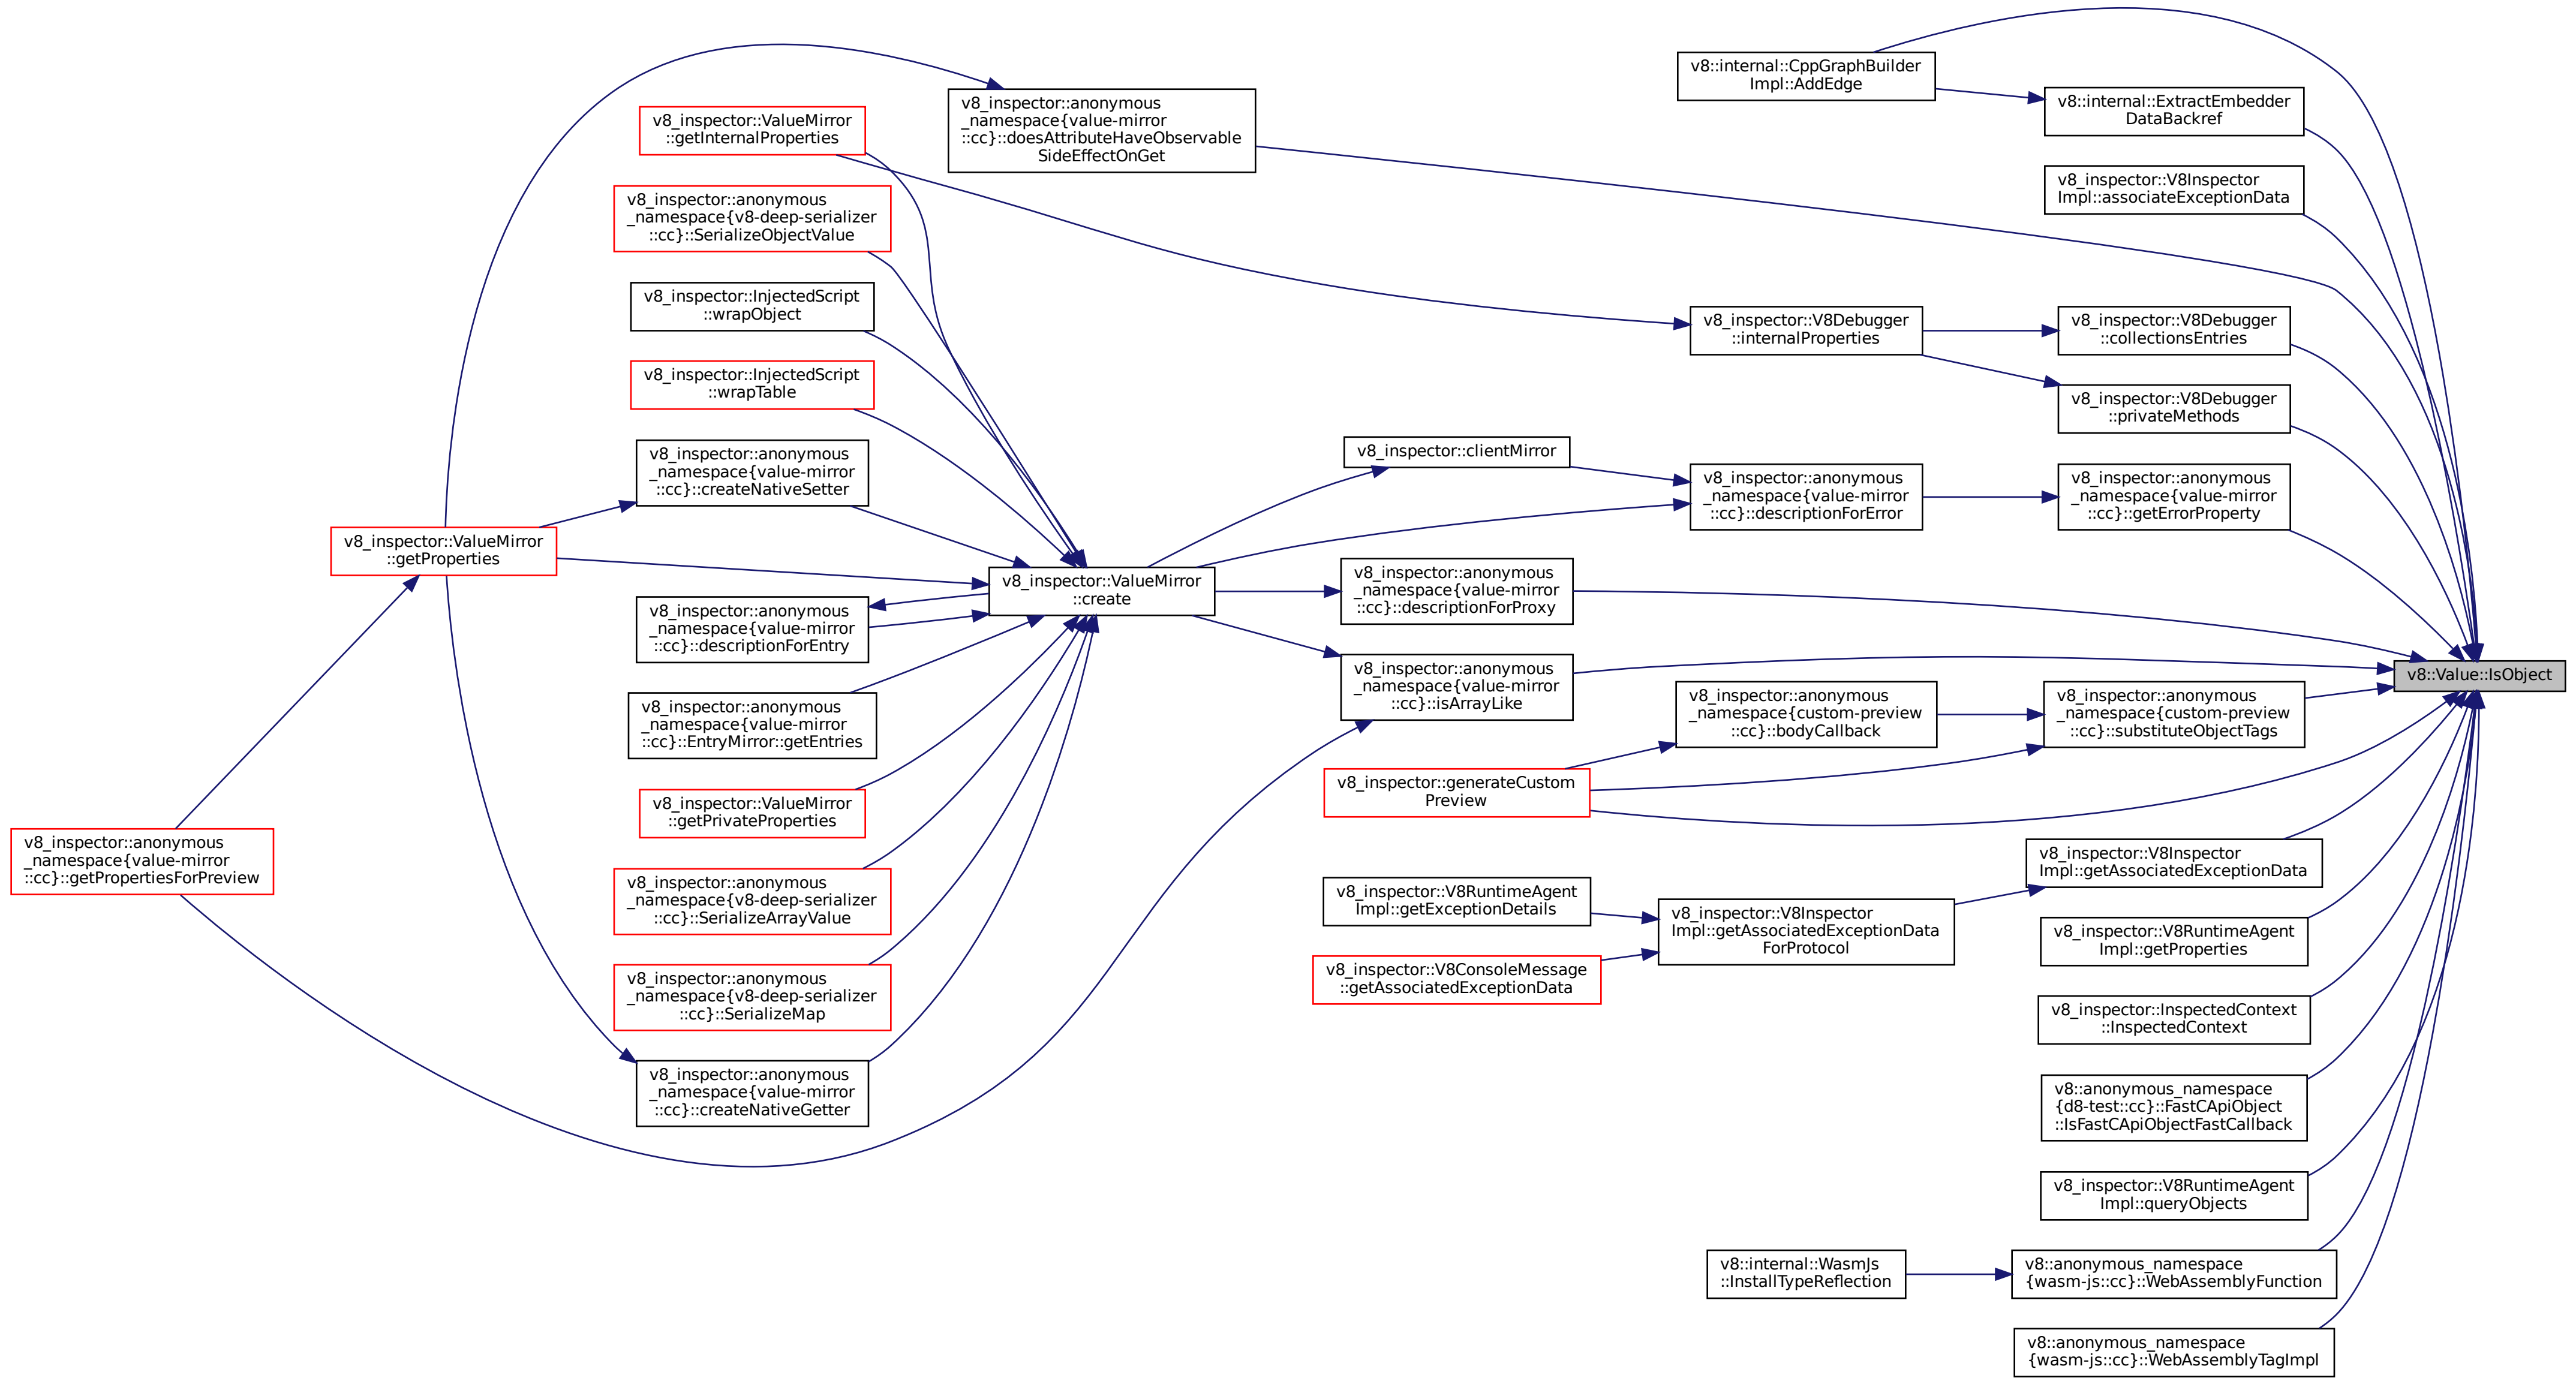 v8_inspector::anonymous
_namespace{value-mirror
::cc}::getPropertiesForPreview
v8_inspector::ValueMirror
::getProperties
v8_inspector::ValueMirror
::getInternalProperties
v8_inspector::anonymous
_namespace{v8-deep-serializer
::cc}::SerializeObjectValue
v8_inspector::InjectedScript
::wrapObject
v8_inspector::InjectedScript
::wrapTable
v8_inspector::anonymous
_namespace{value-mirror
::cc}::createNativeSetter
v8_inspector::anonymous
_namespace{value-mirror
::cc}::descriptionForEntry
v8_inspector::anonymous
_namespace{value-mirror
::cc}::EntryMirror::getEntries
v8_inspector::ValueMirror
::getPrivateProperties
v8_inspector::anonymous
_namespace{v8-deep-serializer
::cc}::SerializeArrayValue
v8_inspector::anonymous
_namespace{v8-deep-serializer
::cc}::SerializeMap
v8_inspector::anonymous
_namespace{value-mirror
::cc}::createNativeGetter
v8_inspector::anonymous
_namespace{value-mirror
::cc}::doesAttributeHaveObservable
SideEffectOnGet
v8_inspector::ValueMirror
::create
v8_inspector::clientMirror
v8_inspector::anonymous
_namespace{value-mirror
::cc}::descriptionForProxy
v8_inspector::anonymous
_namespace{value-mirror
::cc}::isArrayLike
v8_inspector::generateCustom
Preview
v8_inspector::V8RuntimeAgent
Impl::getExceptionDetails
v8_inspector::V8ConsoleMessage
::getAssociatedExceptionData
v8::internal::CppGraphBuilder
Impl::AddEdge
v8_inspector::V8Debugger
::internalProperties
v8_inspector::anonymous
_namespace{value-mirror
::cc}::descriptionForError
v8_inspector::anonymous
_namespace{custom-preview
::cc}::bodyCallback
v8_inspector::V8Inspector
Impl::getAssociatedExceptionData
ForProtocol
v8::internal::WasmJs
::InstallTypeReflection
v8::internal::ExtractEmbedder
DataBackref
v8_inspector::V8Inspector
Impl::associateExceptionData
v8_inspector::V8Debugger
::collectionsEntries
v8_inspector::V8Debugger
::privateMethods
v8_inspector::anonymous
_namespace{value-mirror
::cc}::getErrorProperty
v8_inspector::anonymous
_namespace{custom-preview
::cc}::substituteObjectTags
v8_inspector::V8Inspector
Impl::getAssociatedExceptionData
v8_inspector::V8RuntimeAgent
Impl::getProperties
v8_inspector::InspectedContext
::InspectedContext
v8::anonymous_namespace
{d8-test::cc}::FastCApiObject
::IsFastCApiObjectFastCallback
v8_inspector::V8RuntimeAgent
Impl::queryObjects
v8::anonymous_namespace
{wasm-js::cc}::WebAssemblyFunction
v8::anonymous_namespace
{wasm-js::cc}::WebAssemblyTagImpl
v8::Value::IsObject